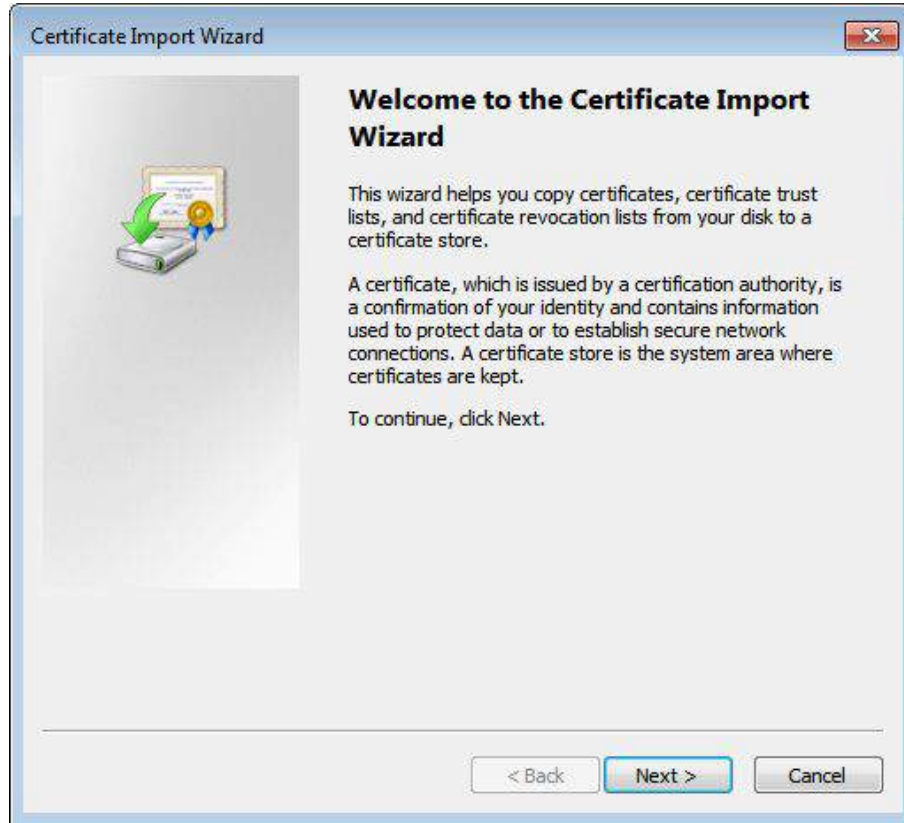 Certificate Import Wizard
Welcome to the Certificate Import
Wizard
This wizard helps you copy certificates, certificate trust
lists, and certificate revocation lists from your disk to a
certificate store.
A certificate, which is issued by a certification authority, is
a confirmation of your identity and contains information
used to protect data or to establish secure network
connections. A certificate store is the system area where
certificates are kept.
To continue, click Next.
< Back
Next >
Cancel